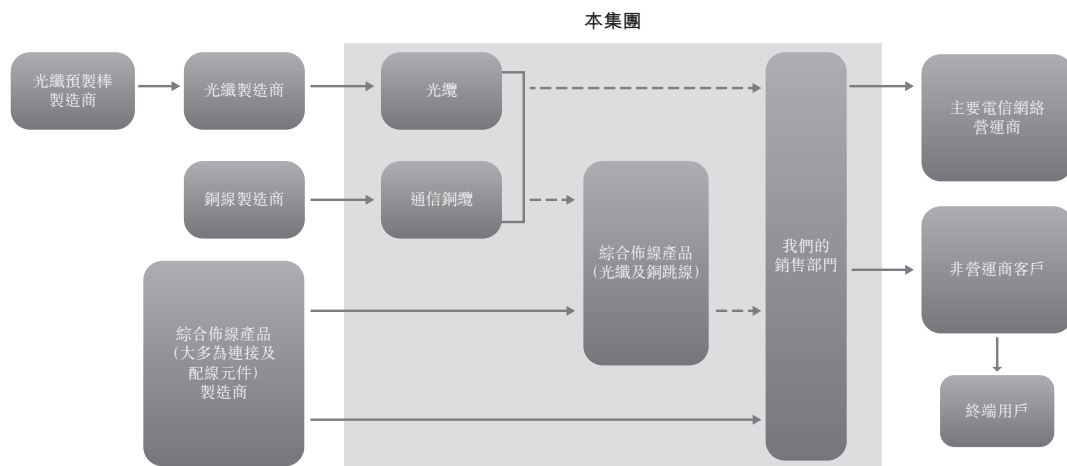 本集團
光纖預製棒
製造商
光纖製造商
光纜
主要電信網絡
營運商
銅線製造商
通信銅纜
綜合佈線產品
(光纖及銅跳線)
我們的
銷售部門
非營運商客戶
綜合佈線產品
(大多為連接及
配線元件)
製造商
終端用戶